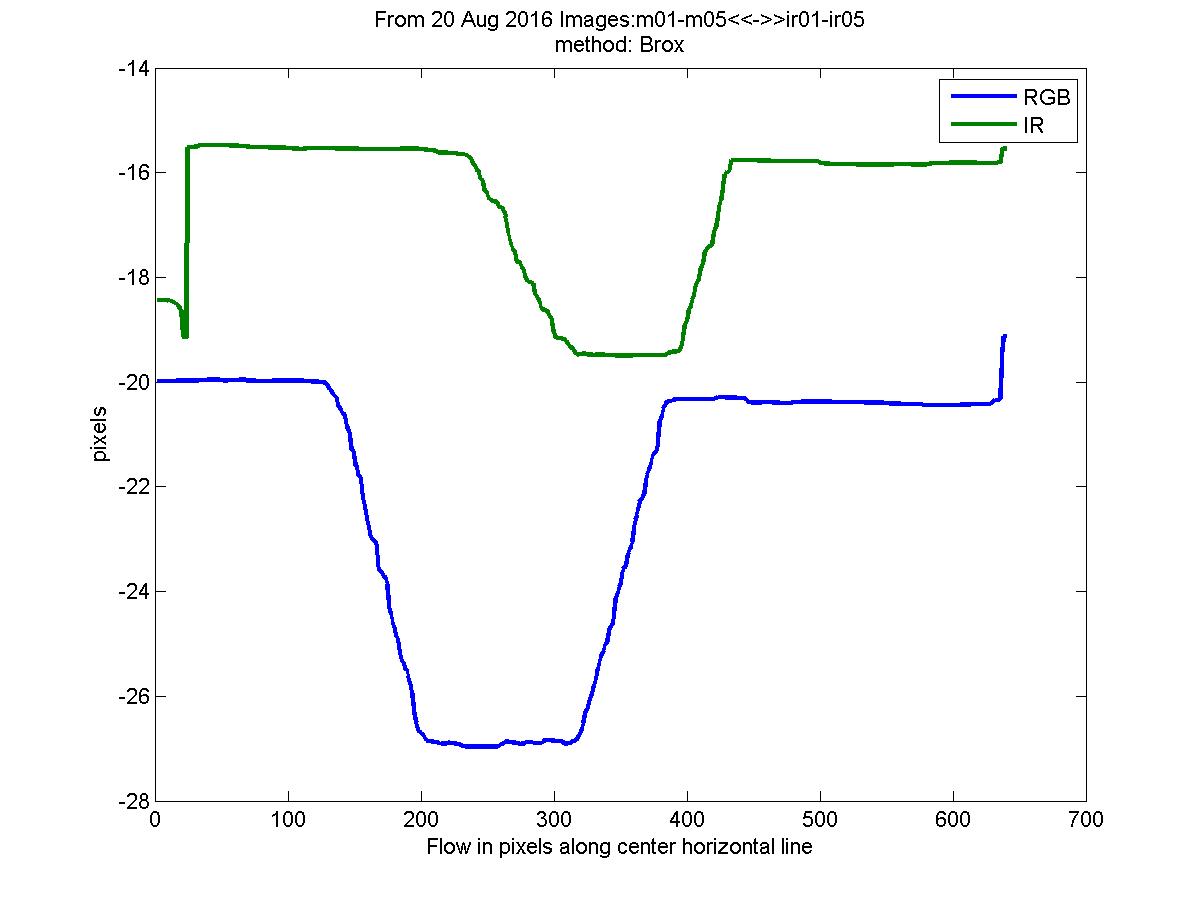 From 20 Aug 2016 Images:m01-m05<<->>ir01-ir05
method: Brox
RGB
IR
pixels
-14
-16
-18
-20
-22
-24
-26
-28
0 100 200 300 400 500 600 700
Flow in pixels along center horizontal line